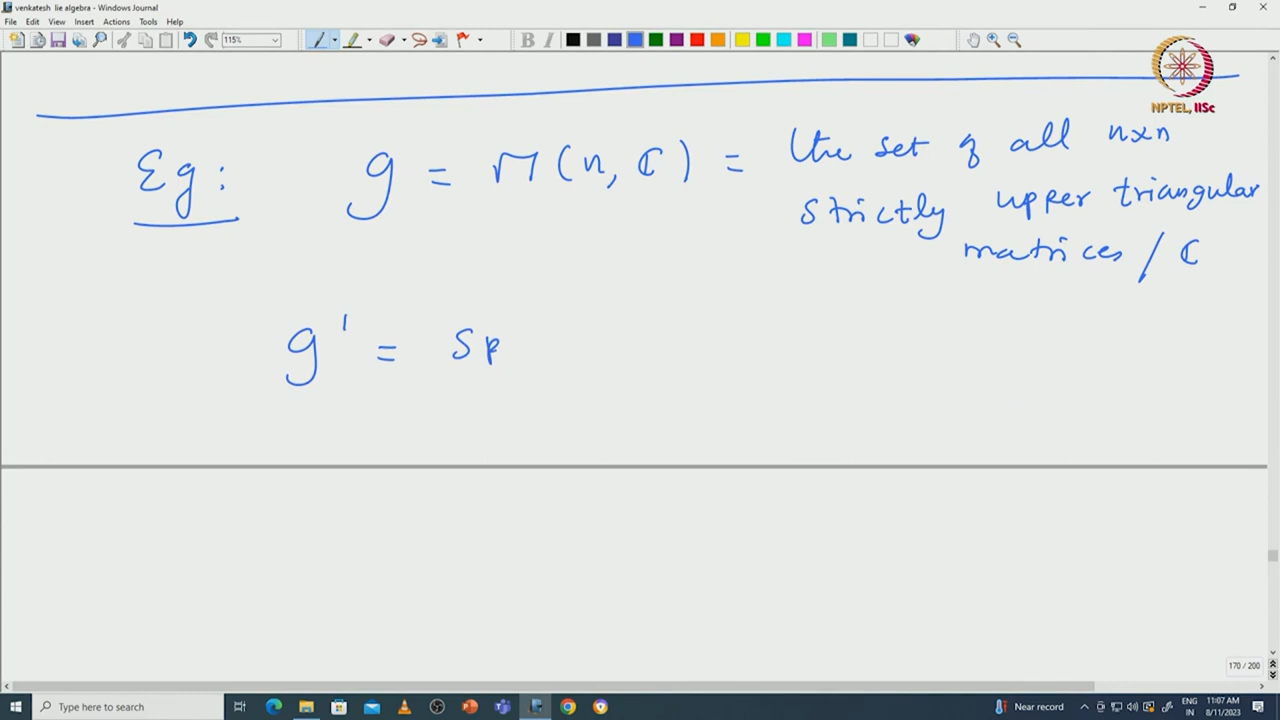 venkatesh lie algebra - Windows Journal
File Edit View Insert Actions Tools Help
115%
NPTEL, IISc
Eg: g = n(n, ℂ) = the set of all n×n
strictly upper triangular
matrices / ℂ
g' = sp
170 / 200
Type here to search
Near record
ENG
IN
11:07 AM
8/11/2023